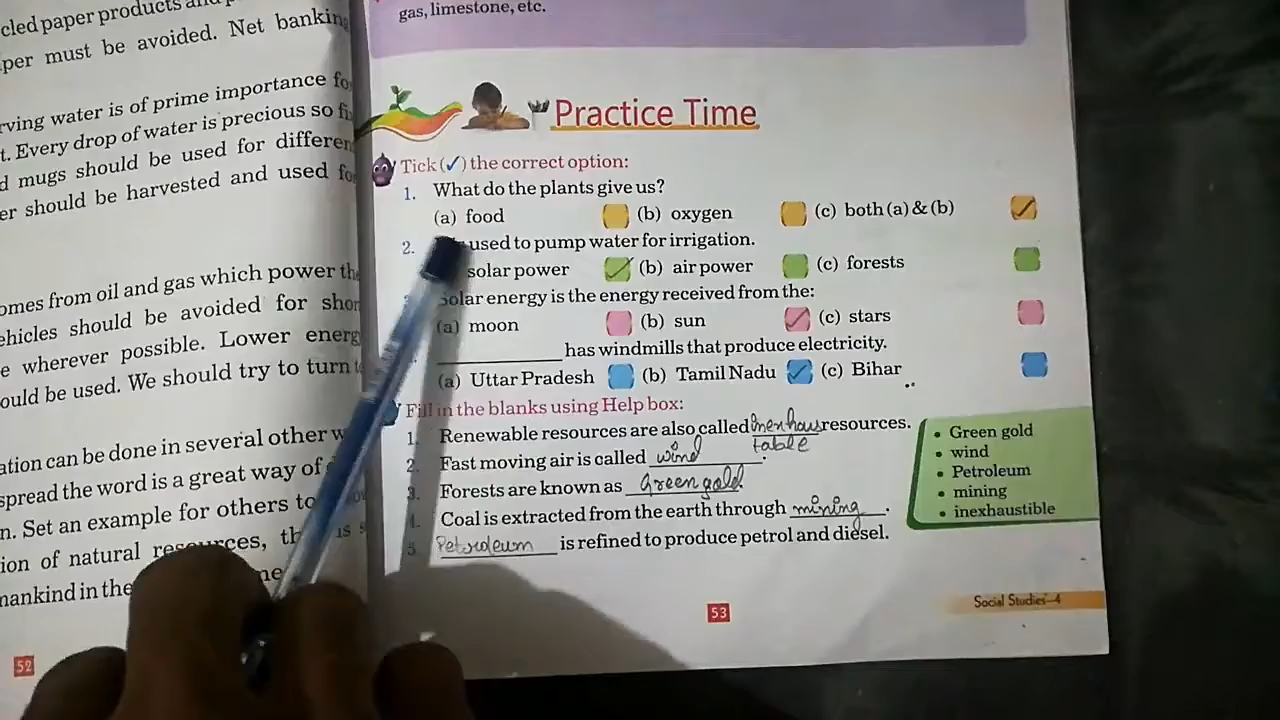 cled paper products and
per must be avoided. Net banking
rving water is of prime importance fo
t. Every drop of water is precious so fi
d mugs should be used for differen
er should be harvested and used fo
omes from oil and gas which power th
ehicles should be avoided for shor
e wherever possible. Lower energ
ould be used. We should try to turn
ation can be done in several other w
spread the word is a great way of
n. Set an example for others to
ion of natural resources, th is s
mankind in the
52
gas, limestone, etc.
Practice Time
Tick (✓) the correct option:
1. What do the plants give us?
(a) food (b) oxygen (c) both (a) & (b) ✓
2. used to pump water for irrigation.
solar power ✓ (b) air power (c) forests
Solar energy is the energy received from the:
(a) moon (b) sun ✓ (c) stars
____________ has windmills that produce electricity.
(a) Uttar Pradesh (b) Tamil Nadu ✓ (c) Bihar
Fill in the blanks using Help box:
1. Renewable resources are also called inexhaus resources.
table
2. Fast moving air is called wind.
3. Forests are known as Green gold.
4. Coal is extracted from the earth through mining.
5. Petroleum is refined to produce petrol and diesel.
• Green gold
• wind
• Petroleum
• mining
• inexhaustible
53
Social Studies-4